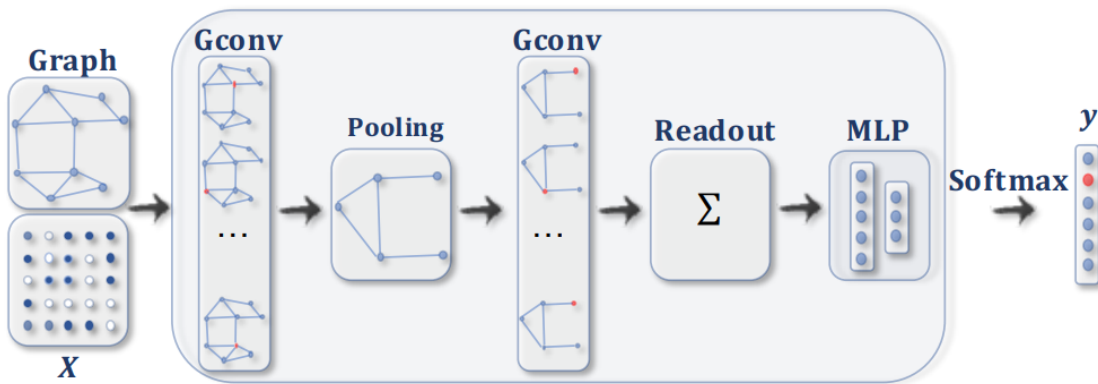 Graph
X
Gconv
...
Pooling
Gconv
...
Readout
Σ
MLP
Softmax
y